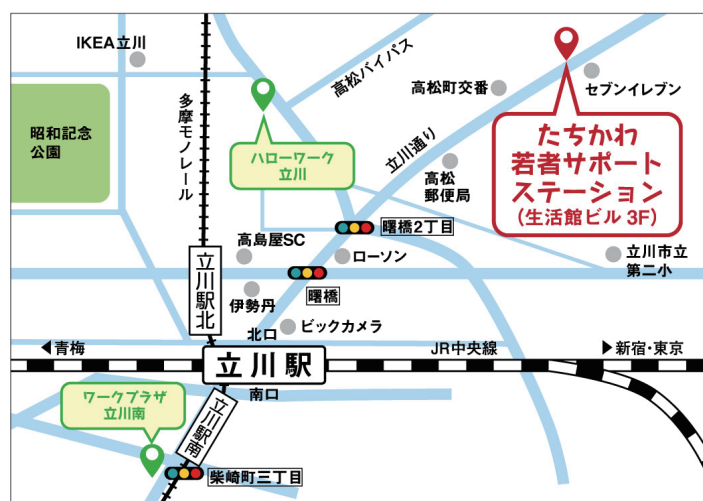 IKEA立川
昭和記念
公園
多摩モノレール
ハローワーク
立川
高松バイパス
高松町交番
セブンイレブン
立川通り
高松
郵便局
たちかわ
若者サポート
ステーション
(生活館ビル 3F)
曙橋2丁目
高島屋SC
ローソン
立川市立
第二小
立川駅北
曙橋
伊勢丹
ビックカメラ
北口
青梅
立川駅
JR中央線
新宿・東京
南口
ワークプラザ
立川南
立川駅南
柴崎町三丁目